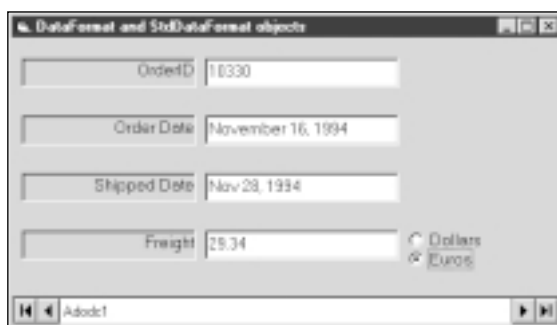 DataFormat and StdDataFormat objects
OrderID 10330
Order Date November 16, 1994
Shipped Date Nov 28, 1994
Freight 29.34
Dollars
Euros
Adodc1